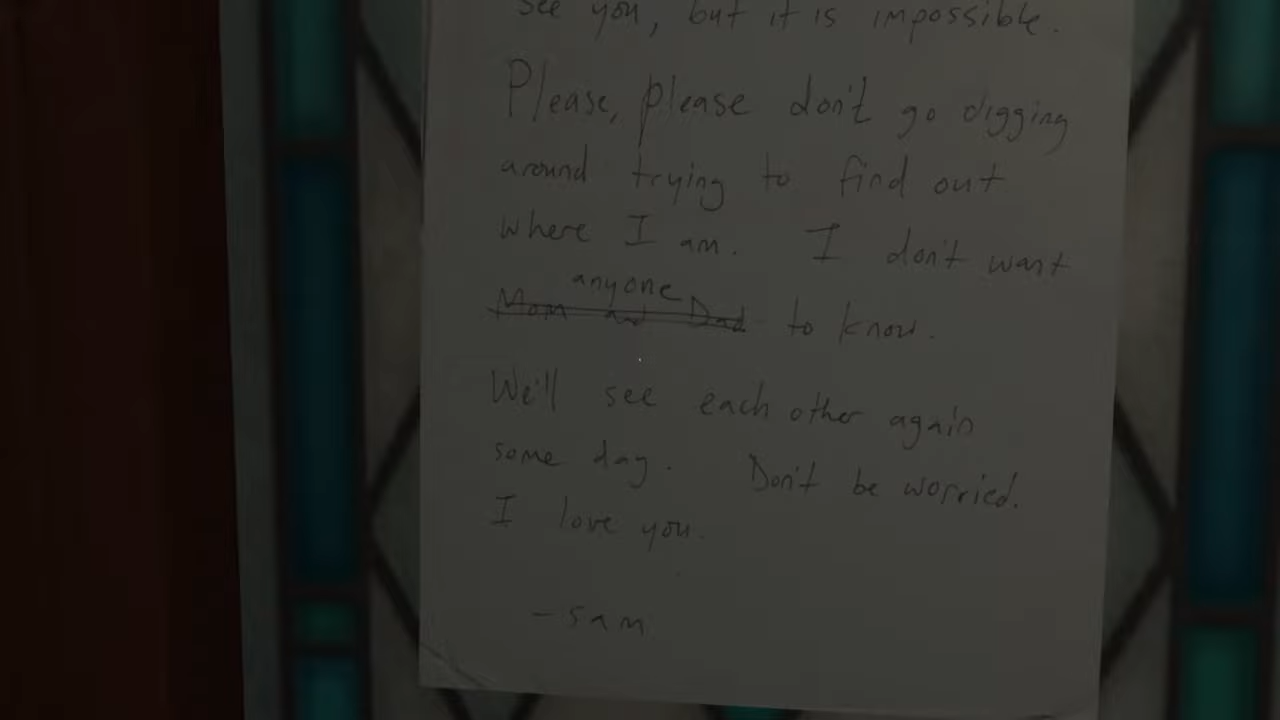 see you, but it is impossible.
Please, please don't go digging
around trying to find out
where I am. I don't want
anyone
Mom and Dad to know.
We'll see each other again
some day. Don't be worried.
I love you.
-Sam